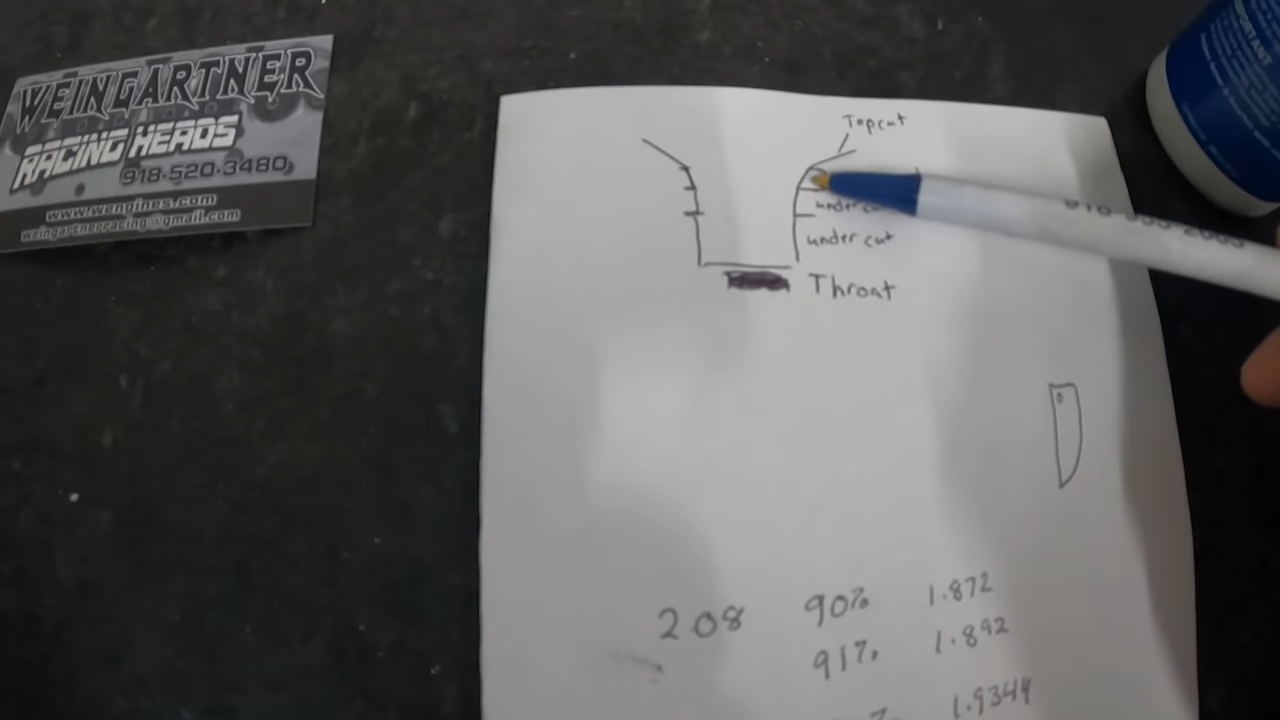 WEINGARTNER
RACING HEADS
918-520-3480
www.wengines.com
weingartnerracing@gmail.com
Topcut
under
under cut
Throat
208 90% 1.872
91% 1.892
% 1.9344